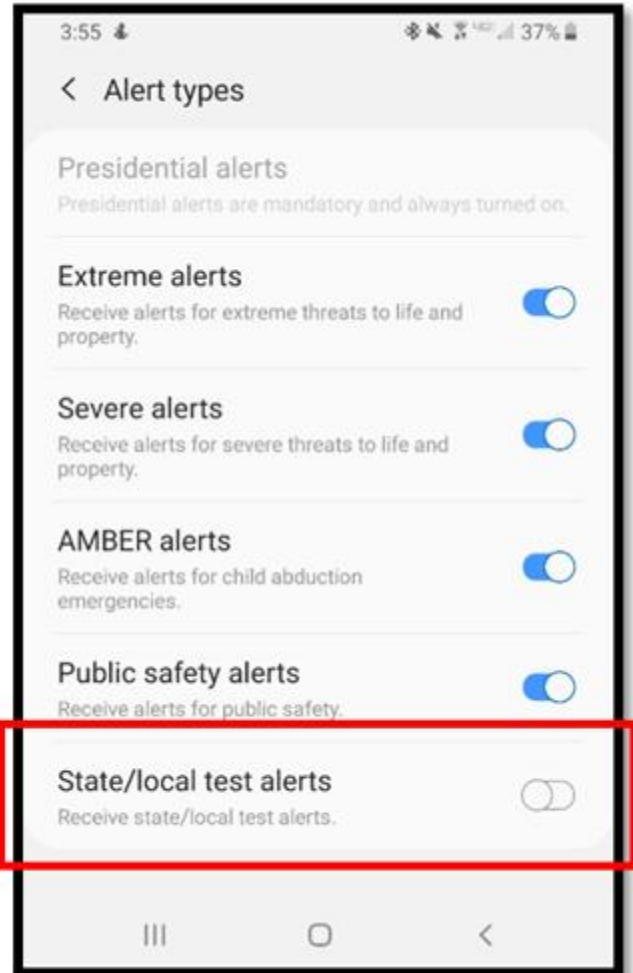 3:55 37%
Alert types
Presidential alerts
Presidential alerts are mandatory and always turned on.
Extreme alerts
Receive alerts for extreme threats to life and
property.
Severe alerts
Receive alerts for severe threats to life and
property.
AMBER alerts
Receive alerts for child abduction
emergencies.
Public safety alerts
Receive alerts for public safety.
State/local test alerts
Receive state/local test alerts.